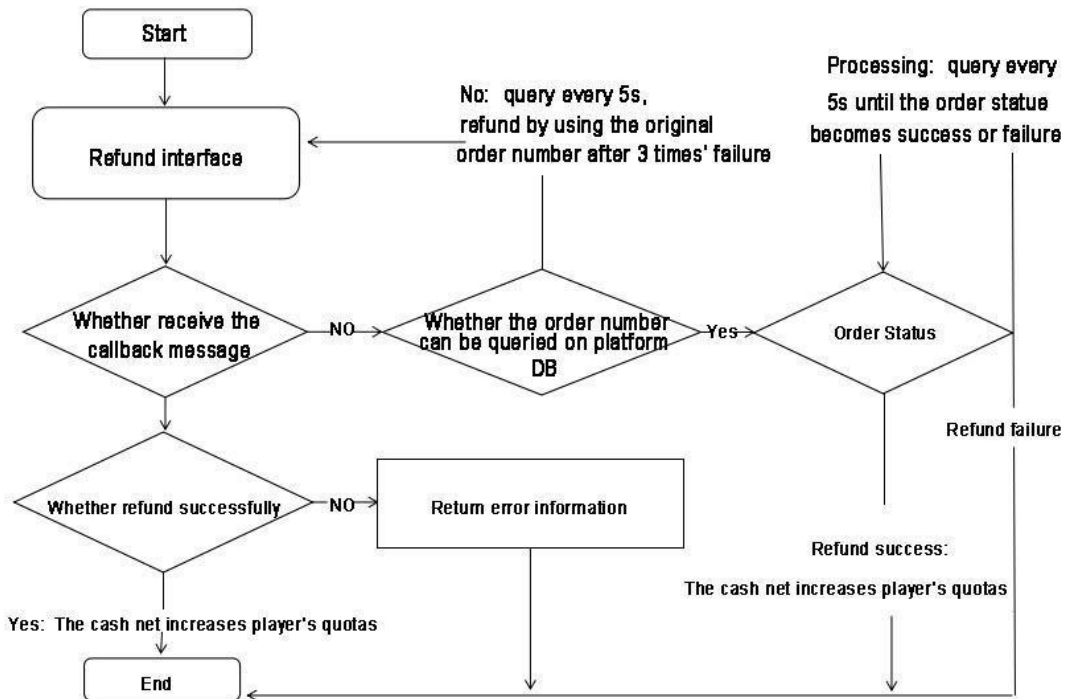 Start
Refund interface
No: query every 5s,
refund by using the original
order number after 3 times' failure
Processing: query every
5s until the order statue
becomes success or failure
Whether receive the
callback message
NO
Whether the order number
can be queried on platform
DB
Yes
Order Status
Refund failure
Whether refund successfully
NO
Return error information
Refund success:
The cash net increases player's quotas
Yes: The cash net increases player's quotas
End